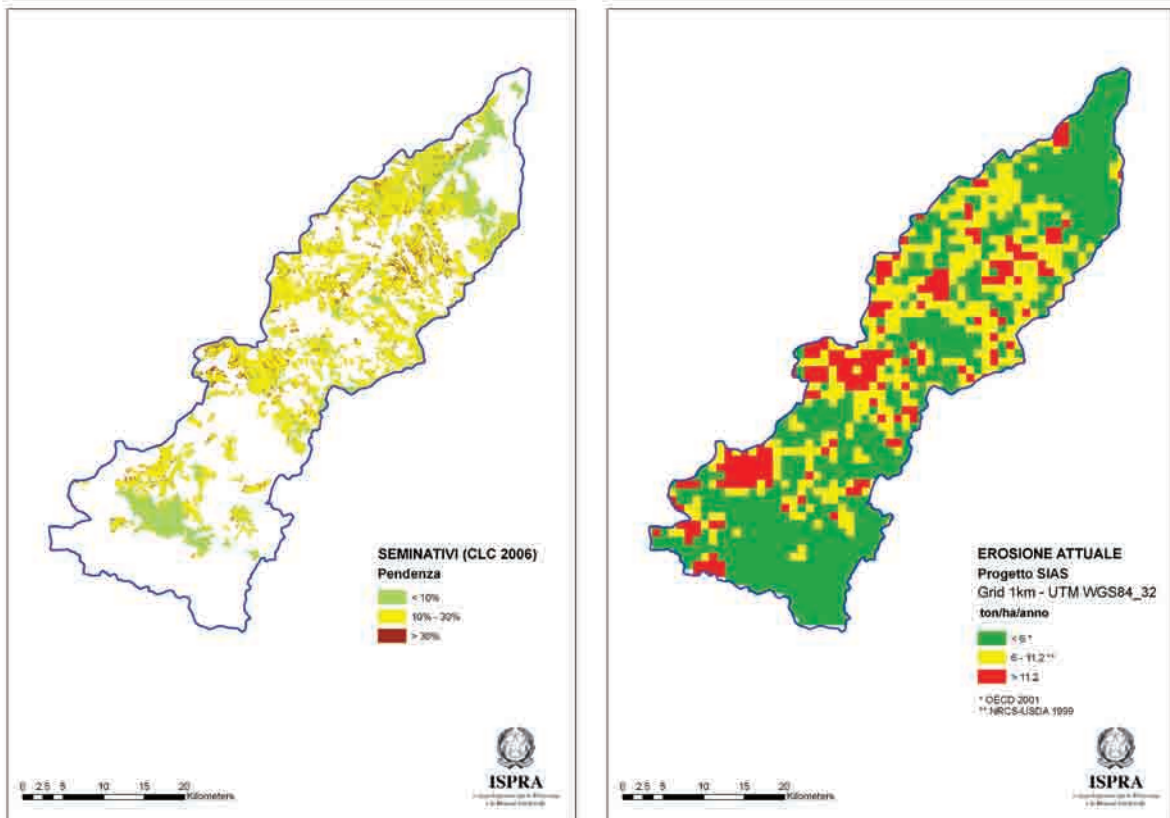 SEMINATIVI (CLC 2006)
Pendenza
< 10%
10% - 30%
> 30%
0 2.5 5 10 15 20
Kilometers
ISPRA
EROSIONE ATTUALE
Progetto SIAS
Grid 1km - UTM WGS84_32
ton/ha/anno
< 6 *
6 - 11,2 **
> 11.2
* OECD 2001
** NRCS-USDA 1999
0 2.5 5 10 15 20
Kilometers
ISPRA